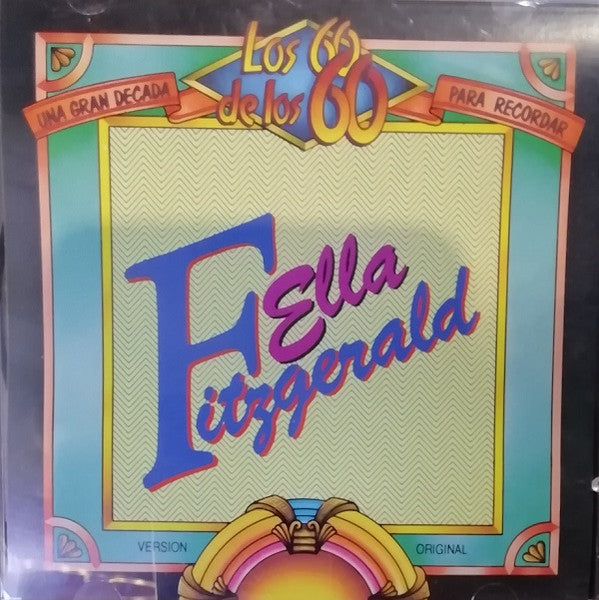 Los 60
de los 60
UNA GRAN DECADA
PARA RECORDAR
Ella
Fitzgerald
VERSION
ORIGINAL